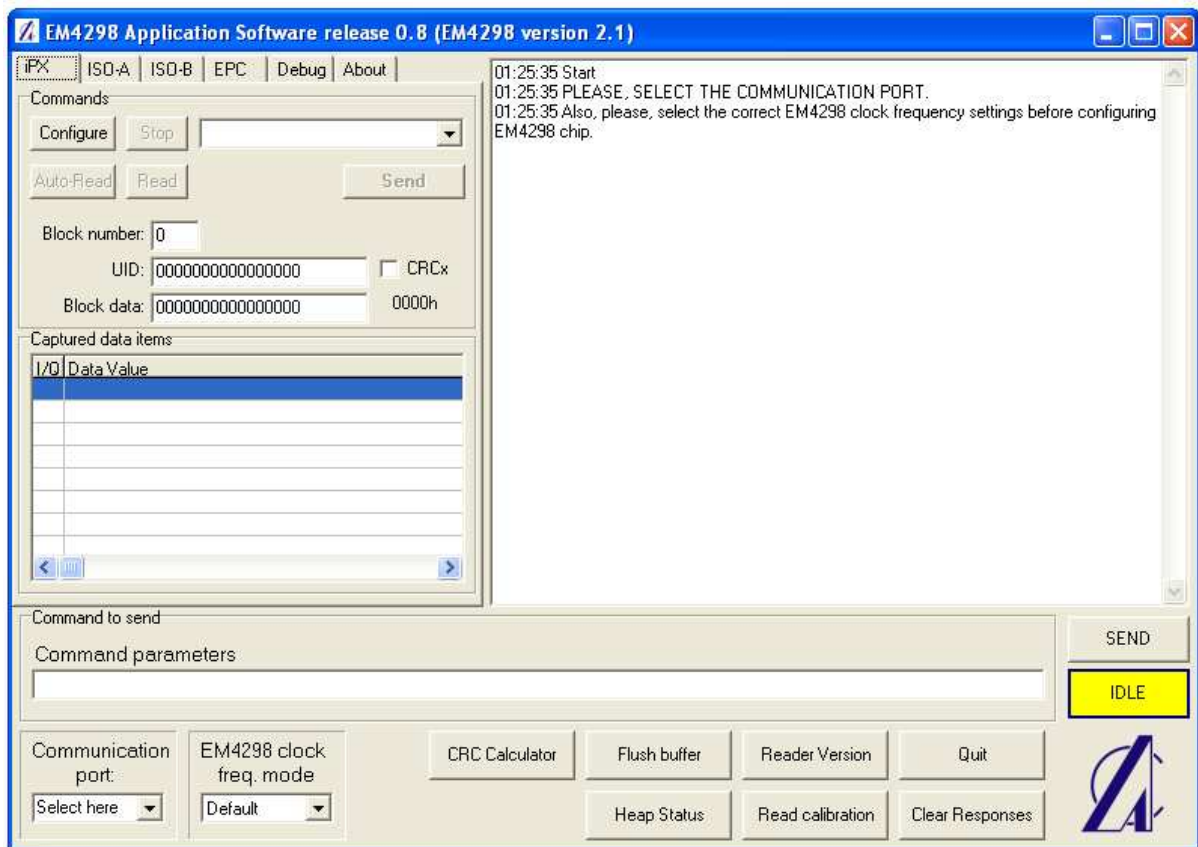 EM4298 Application Software release 0.8 (EM4298 version 2.1)
iPX ISO-A ISO-B EPC Debug About
Commands
Configure Stop
Auto-Read Read Send
Block number: 0
UID: 0000000000000000 CRCx
Block data: 0000000000000000 0000h
Captured data items
I/Q Data Value
01:25:35 Start
01:25:35 PLEASE, SELECT THE COMMUNICATION PORT.
01:25:35 Also, please, select the correct EM4298 clock frequency settings before configuring
EM4298 chip.
Command to send
Command parameters
SEND
IDLE
Communication
port:
Select here
EM4298 clock
freq. mode
Default
CRC Calculator Flush buffer Reader Version Quit
Heap Status Read calibration Clear Responses